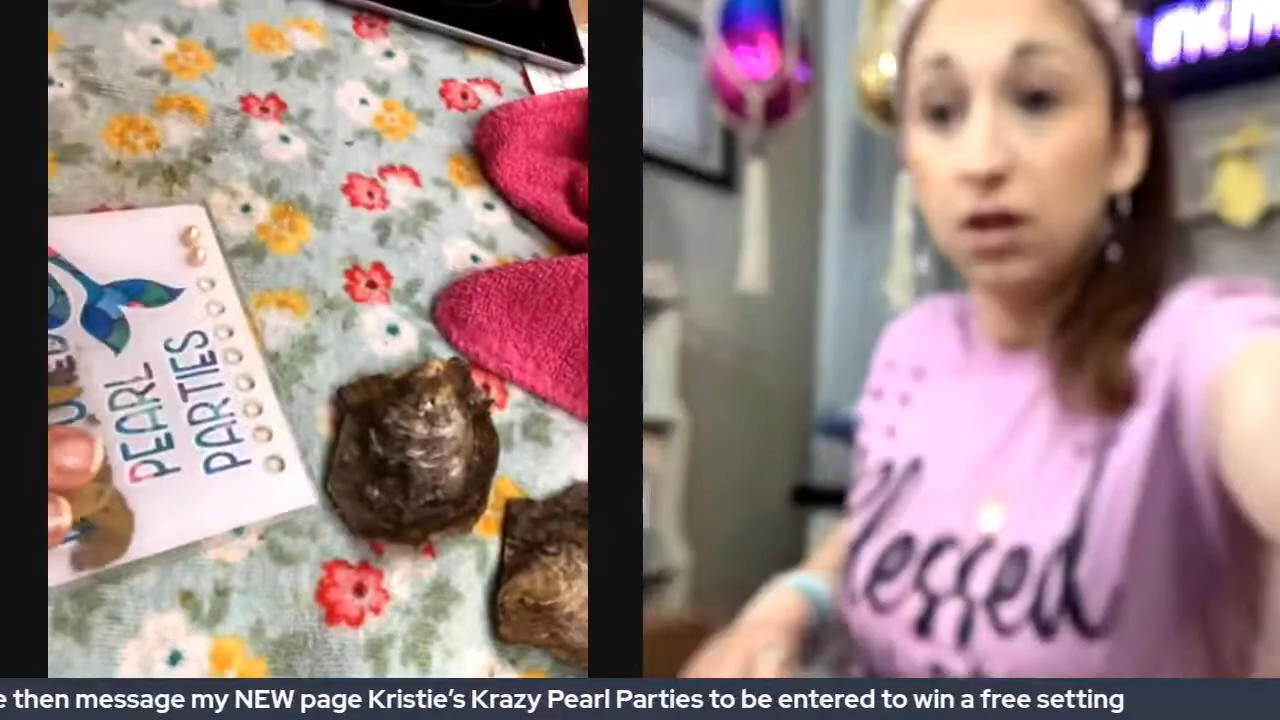 PEARL
PARTIES
e then message my NEW page Kristie's Krazy Pearl Parties to be entered to win a free setting